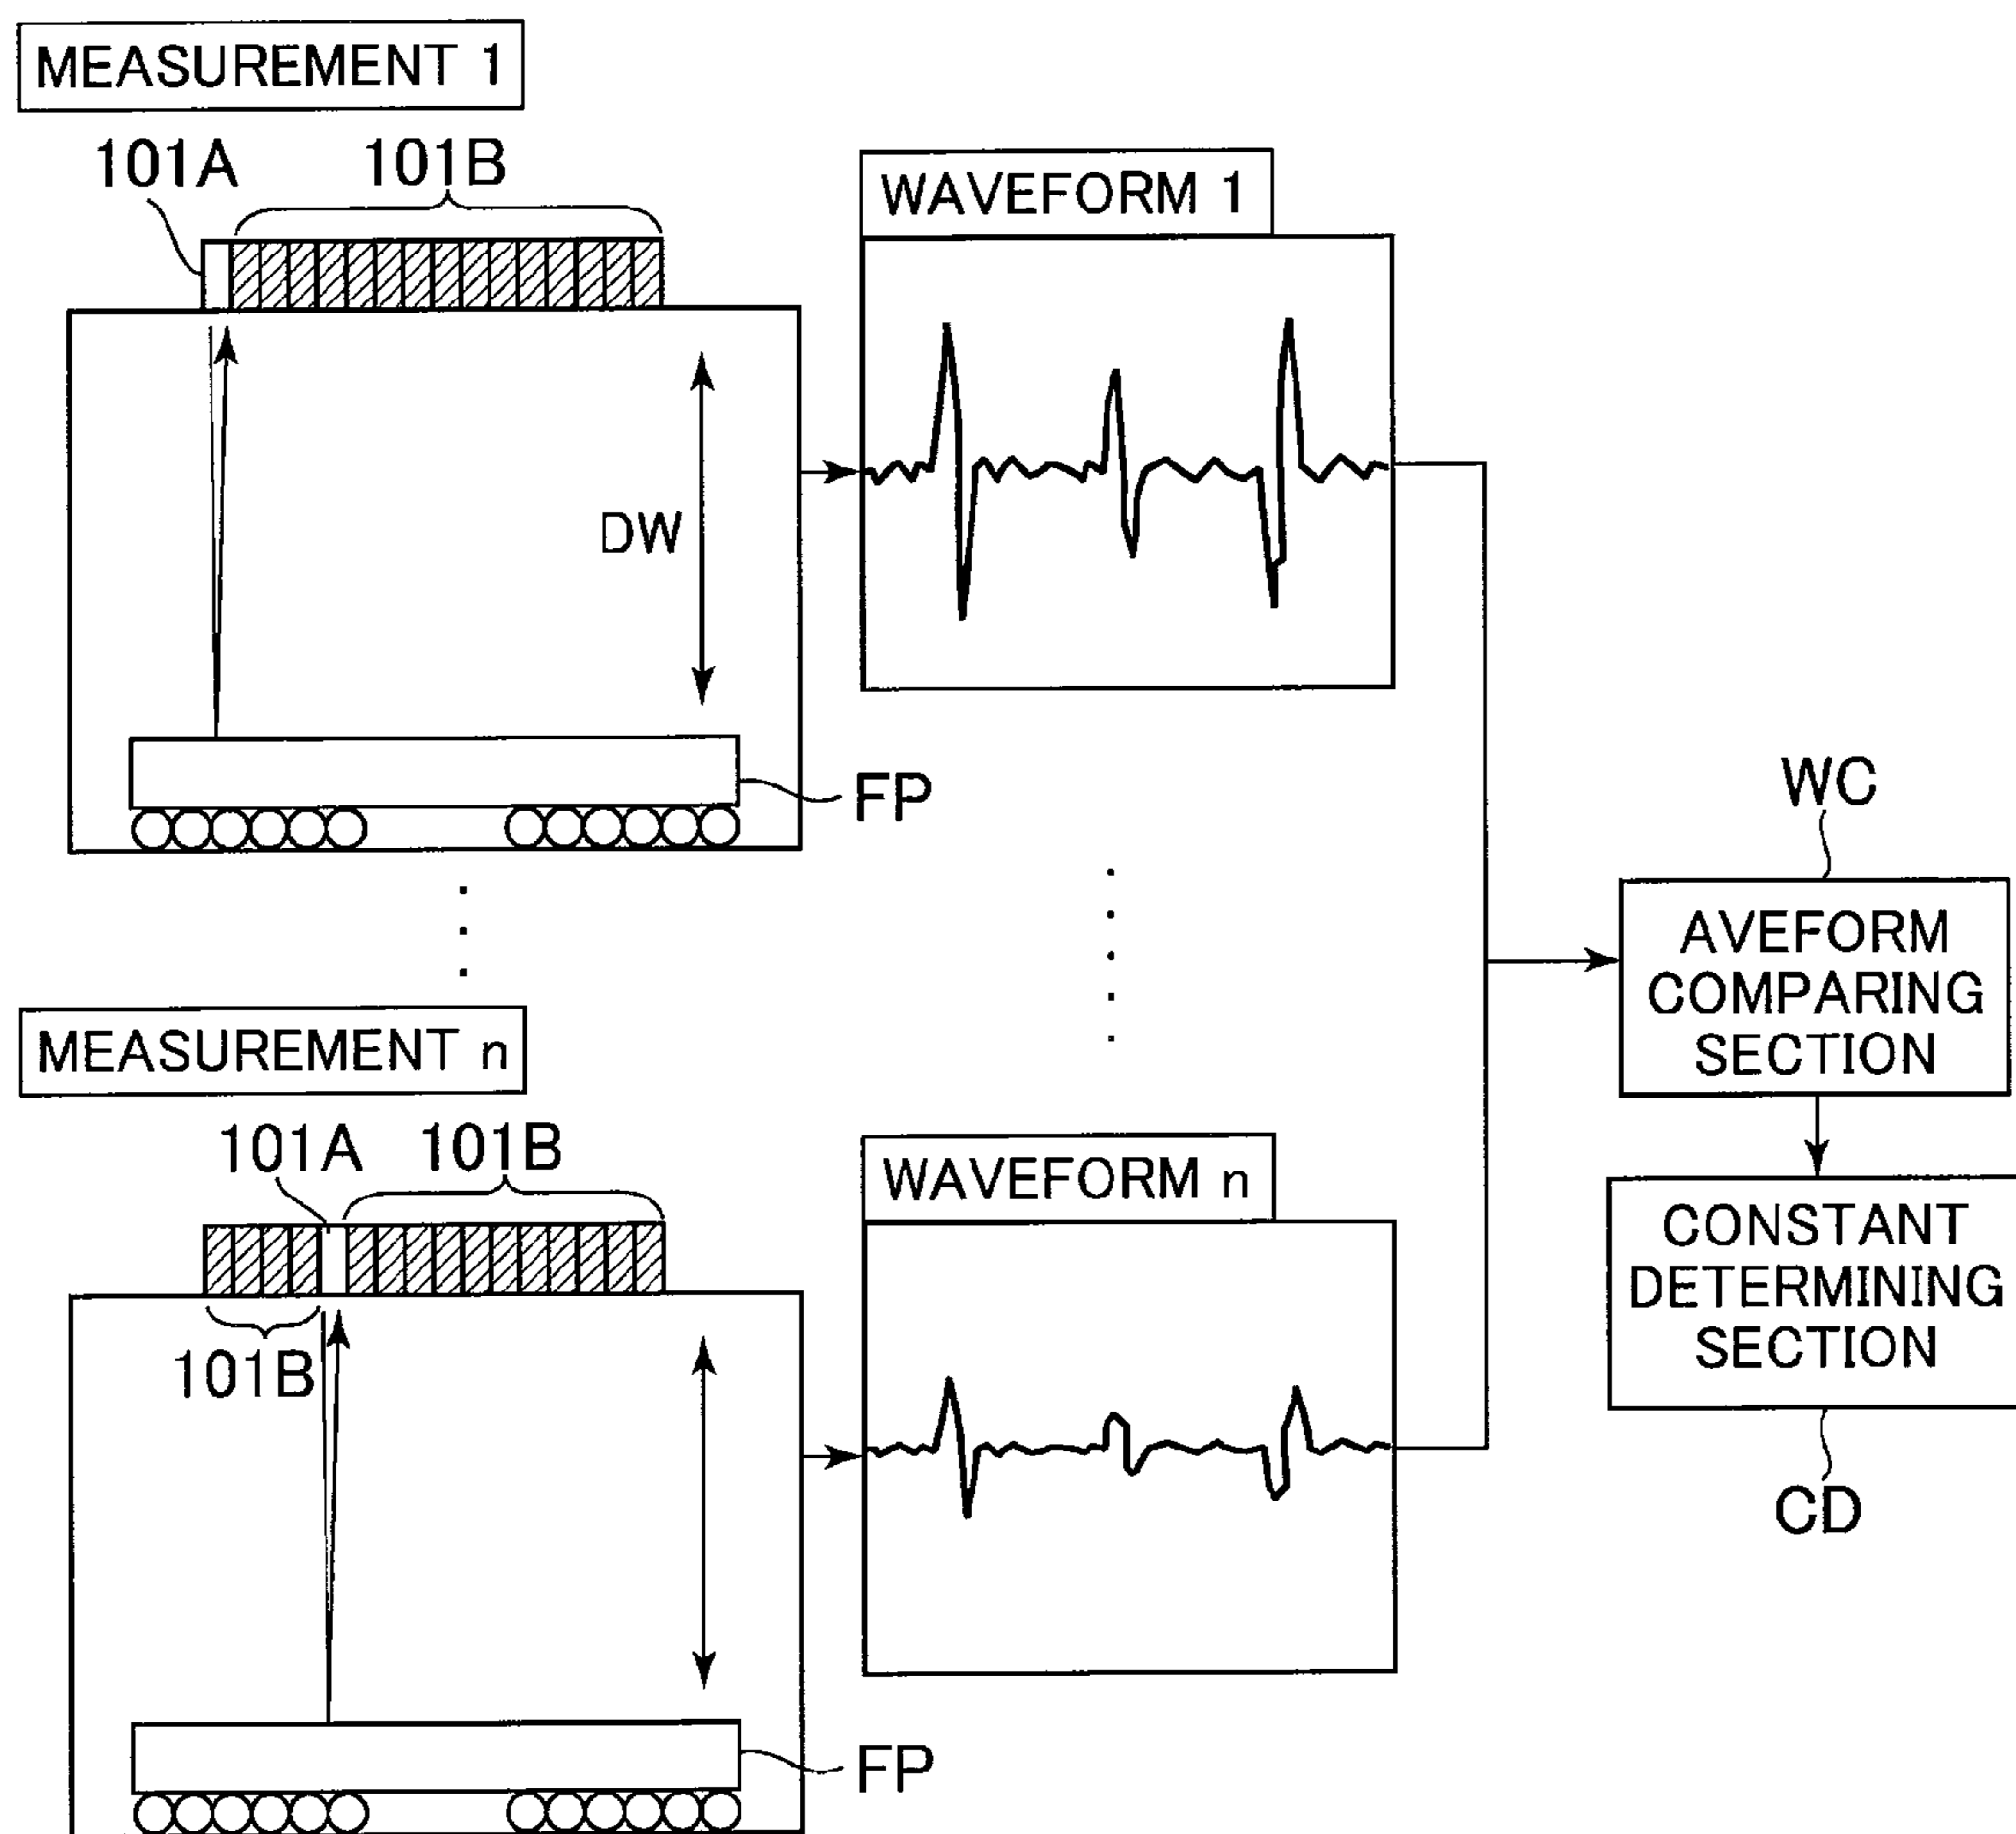 MEASUREMENT 1
101A
101B
WAVEFORM 1
DW
FP
WC
AVEFORM
COMPARING
SECTION
MEASUREMENT n
101A
101B
WAVEFORM n
CONSTANT
DETERMINING
SECTION
101B
CD
FP